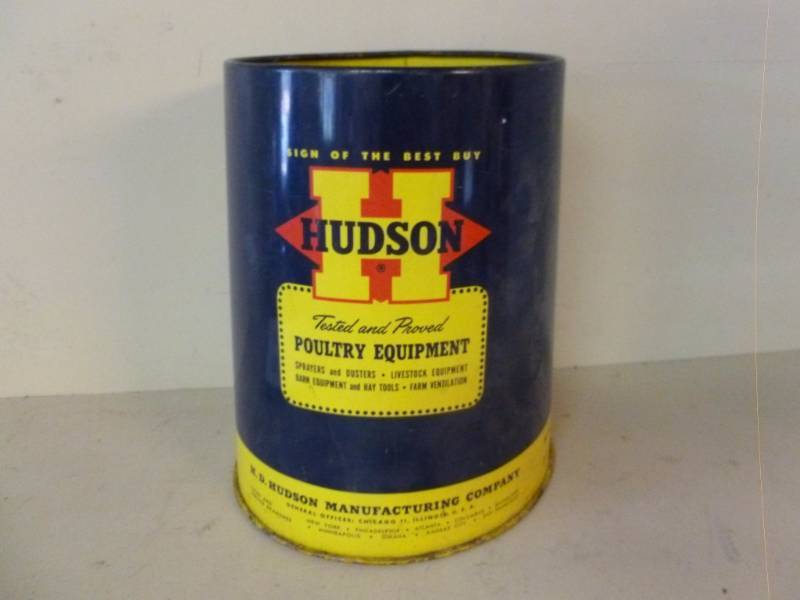 SIGN OF THE BEST BUY
H
HUDSON
®
Tested and Proved
POULTRY EQUIPMENT
SPRAYERS and DUSTERS • LIVESTOCK EQUIPMENT
BARN EQUIPMENT and HAY TOOLS • FARM VENTILATION
H. D. HUDSON MANUFACTURING COMPANY
GENERAL OFFICES: CHICAGO 11, ILLINOIS, U. S. A.
NEW YORK • PHILADELPHIA • ATLANTA • COLUMBUS
• MINNEAPOLIS • OMAHA • KANSAS CITY •